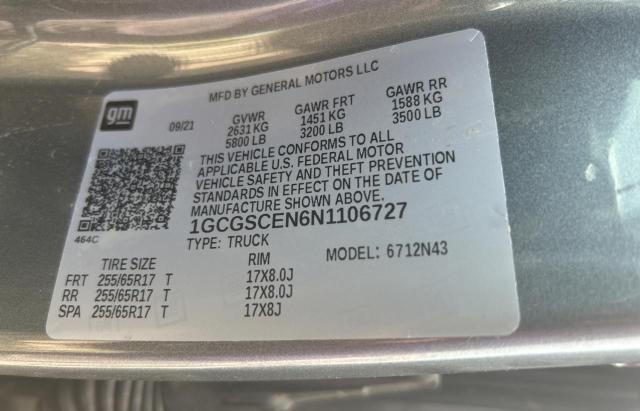 MFD BY GENERAL MOTORS LLC
gm
09/21
GVWR GAWR FRT GAWR RR
2631 KG 1451 KG 1588 KG
5800 LB 3200 LB 3500 LB
THIS VEHICLE CONFORMS TO ALL
APPLICABLE U.S. FEDERAL MOTOR
VEHICLE SAFETY AND THEFT PREVENTION
STANDARDS IN EFFECT ON THE DATE OF
MANUFACTURE SHOWN ABOVE.
1GCGSCEN6N1106727
464C
TYPE: TRUCK MODEL: 6712N43
TIRE SIZE RIM
FRT 255/65R17 T 17X8.0J
RR 255/65R17 T 17X8.0J
SPA 255/65R17 T 17X8J